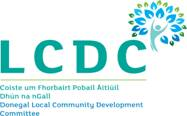 LCDC
Coiste um Fhorbairt Pobail Áitiúil
Dhún na nGall
Donegal Local Community Development
Committee